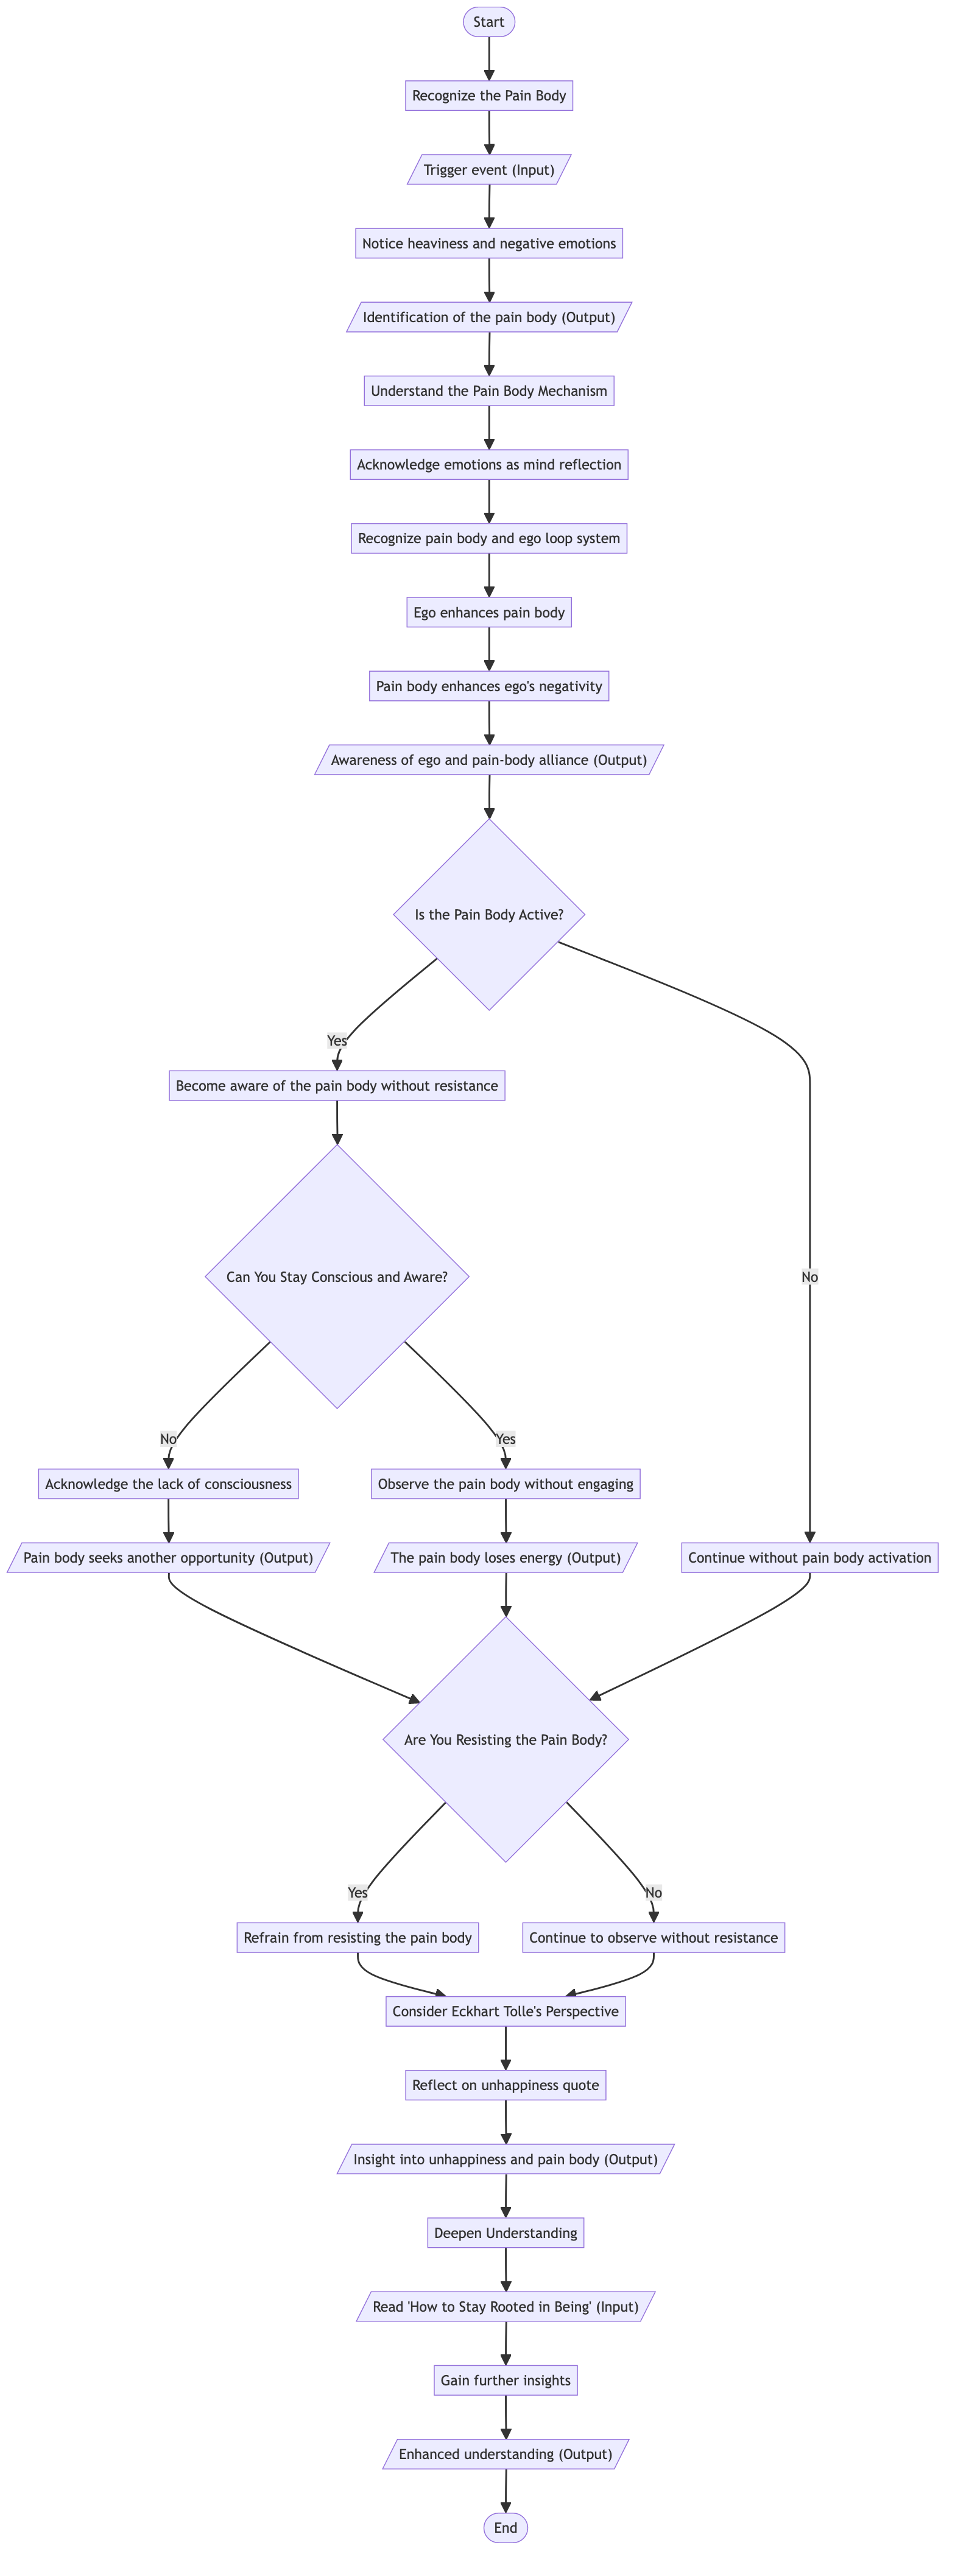 Start
Recognize the Pain Body
Trigger event (Input)
Notice heaviness and negative emotions
Identification of the pain body (Output)
Understand the Pain Body Mechanism
Acknowledge emotions as mind reflection
Recognize pain body and ego loop system
Ego enhances pain body
Pain body enhances ego's negativity
Awareness of ego and pain-body alliance (Output)
Is the Pain Body Active?
Yes
Become aware of the pain body without resistance
Can You Stay Conscious and Aware?
No
No
Yes
Acknowledge the lack of consciousness
Observe the pain body without engaging
Pain body seeks another opportunity (Output)
The pain body loses energy (Output)
Continue without pain body activation
Are You Resisting the Pain Body?
Yes
No
Refrain from resisting the pain body
Continue to observe without resistance
Consider Eckhart Tolle's Perspective
Reflect on unhappiness quote
Insight into unhappiness and pain body (Output)
Deepen Understanding
Read 'How to Stay Rooted in Being' (Input)
Gain further insights
Enhanced understanding (Output)
End